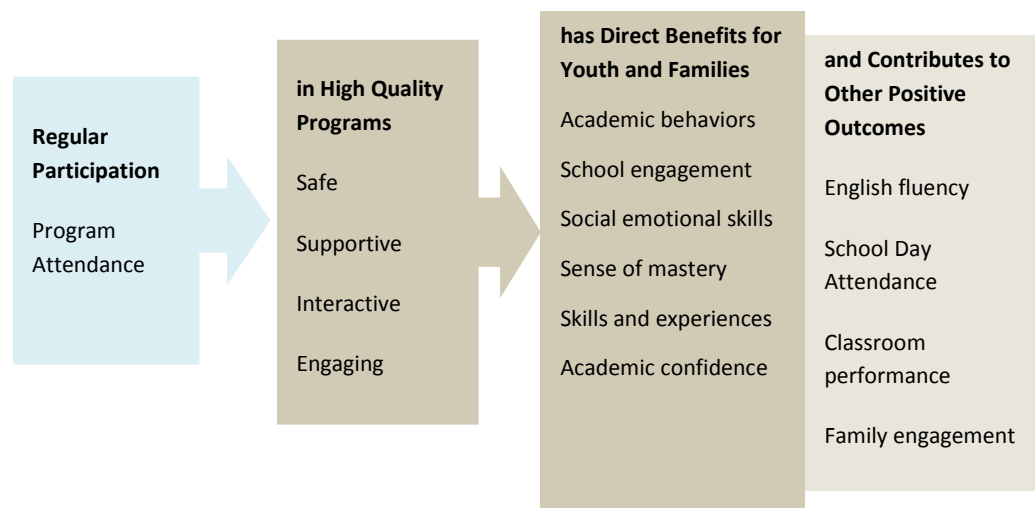 Regular
Participation
Program
Attendance
in High Quality
Programs
Safe
Supportive
Interactive
Engaging
has Direct Benefits for
Youth and Families
Academic behaviors
School engagement
Social emotional skills
Sense of mastery
Skills and experiences
Academic confidence
and Contributes to
Other Positive
Outcomes
English fluency
School Day
Attendance
Classroom
performance
Family engagement